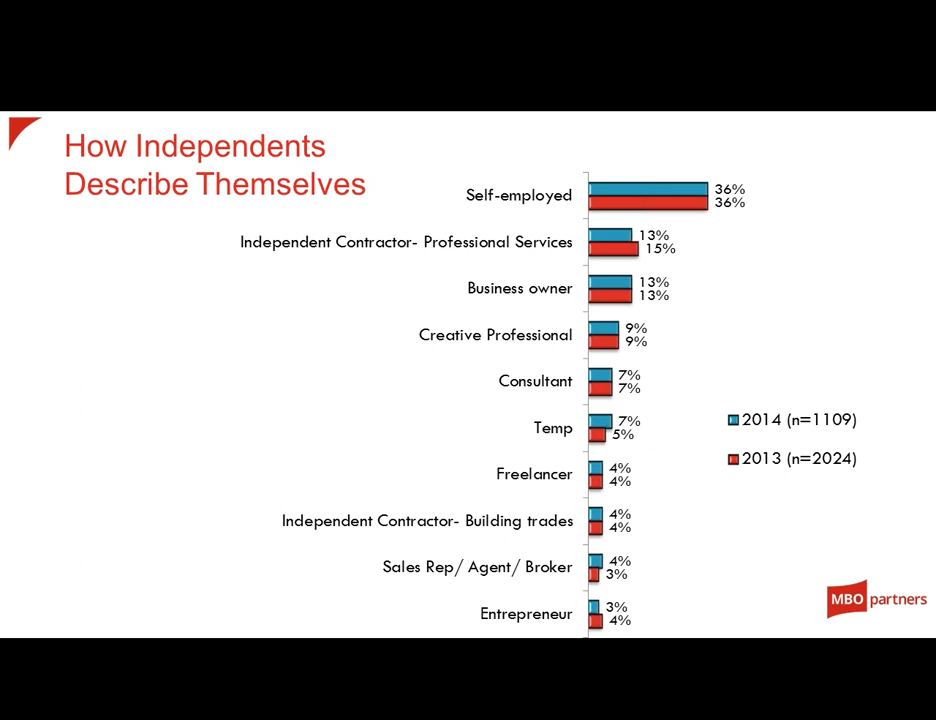 How Independents
Describe Themselves
Self-employed
36%
36%
Independent Contractor- Professional Services
13%
15%
Business owner
13%
13%
Creative Professional
9%
9%
Consultant
7%
7%
Temp
7%
5%
2014 (n=1109)
2013 (n=2024)
Freelancer
4%
4%
Independent Contractor- Building trades
4%
4%
Sales Rep/ Agent/ Broker
4%
3%
Entrepreneur
3%
4%
MBO partners